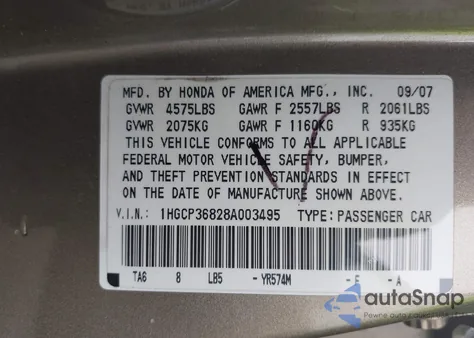 MFD. BY HONDA OF AMERICA MFG., INC. 09/07
GVWR 4575LBS GAWR F 2557LBS R 2061LBS
GVWR 2075KG GAWR F 1160KG R 935KG
THIS VEHICLE CONFORMS TO ALL APPLICABLE
FEDERAL MOTOR VEHICLE SAFETY, BUMPER,
AND THEFT PREVENTION STANDARDS IN EFFECT
ON THE DATE OF MANUFACTURE SHOWN ABOVE.
V.I.N.: 1HGCP36828A003495 TYPE: PASSENGER CAR
TA6 8 LB5 - YR574M - E - A
autoSnap